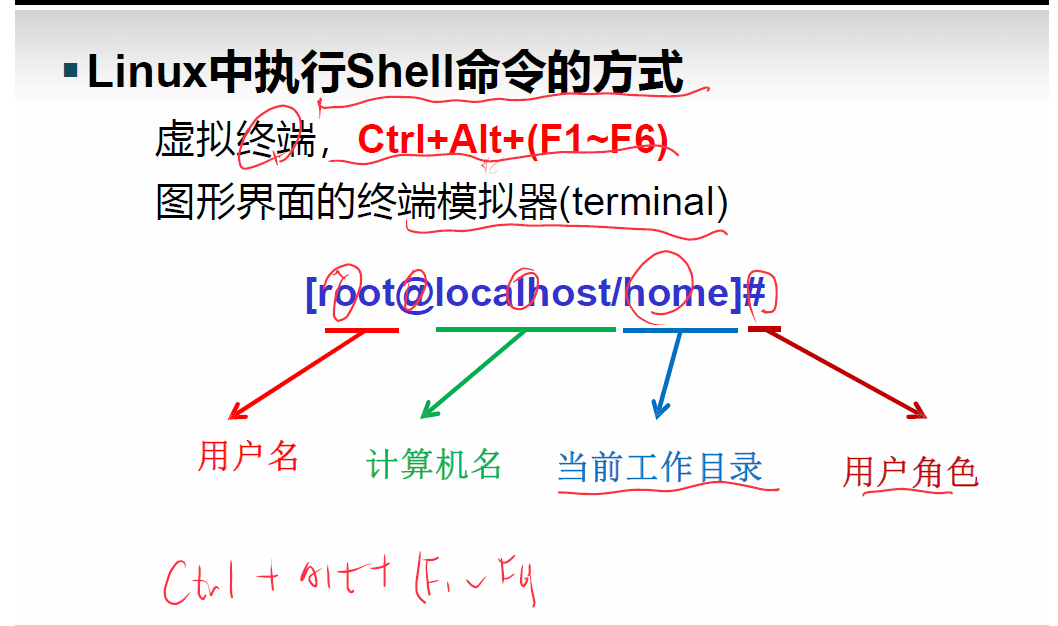 Linux中执行Shell命令的方式
虚拟终端，Ctrl+Alt+(F1~F6)
图形界面的终端模拟器(terminal)
[root@localhost/home]#
用户名 计算机名 当前工作目录 用户角色
Ctrl + alt +